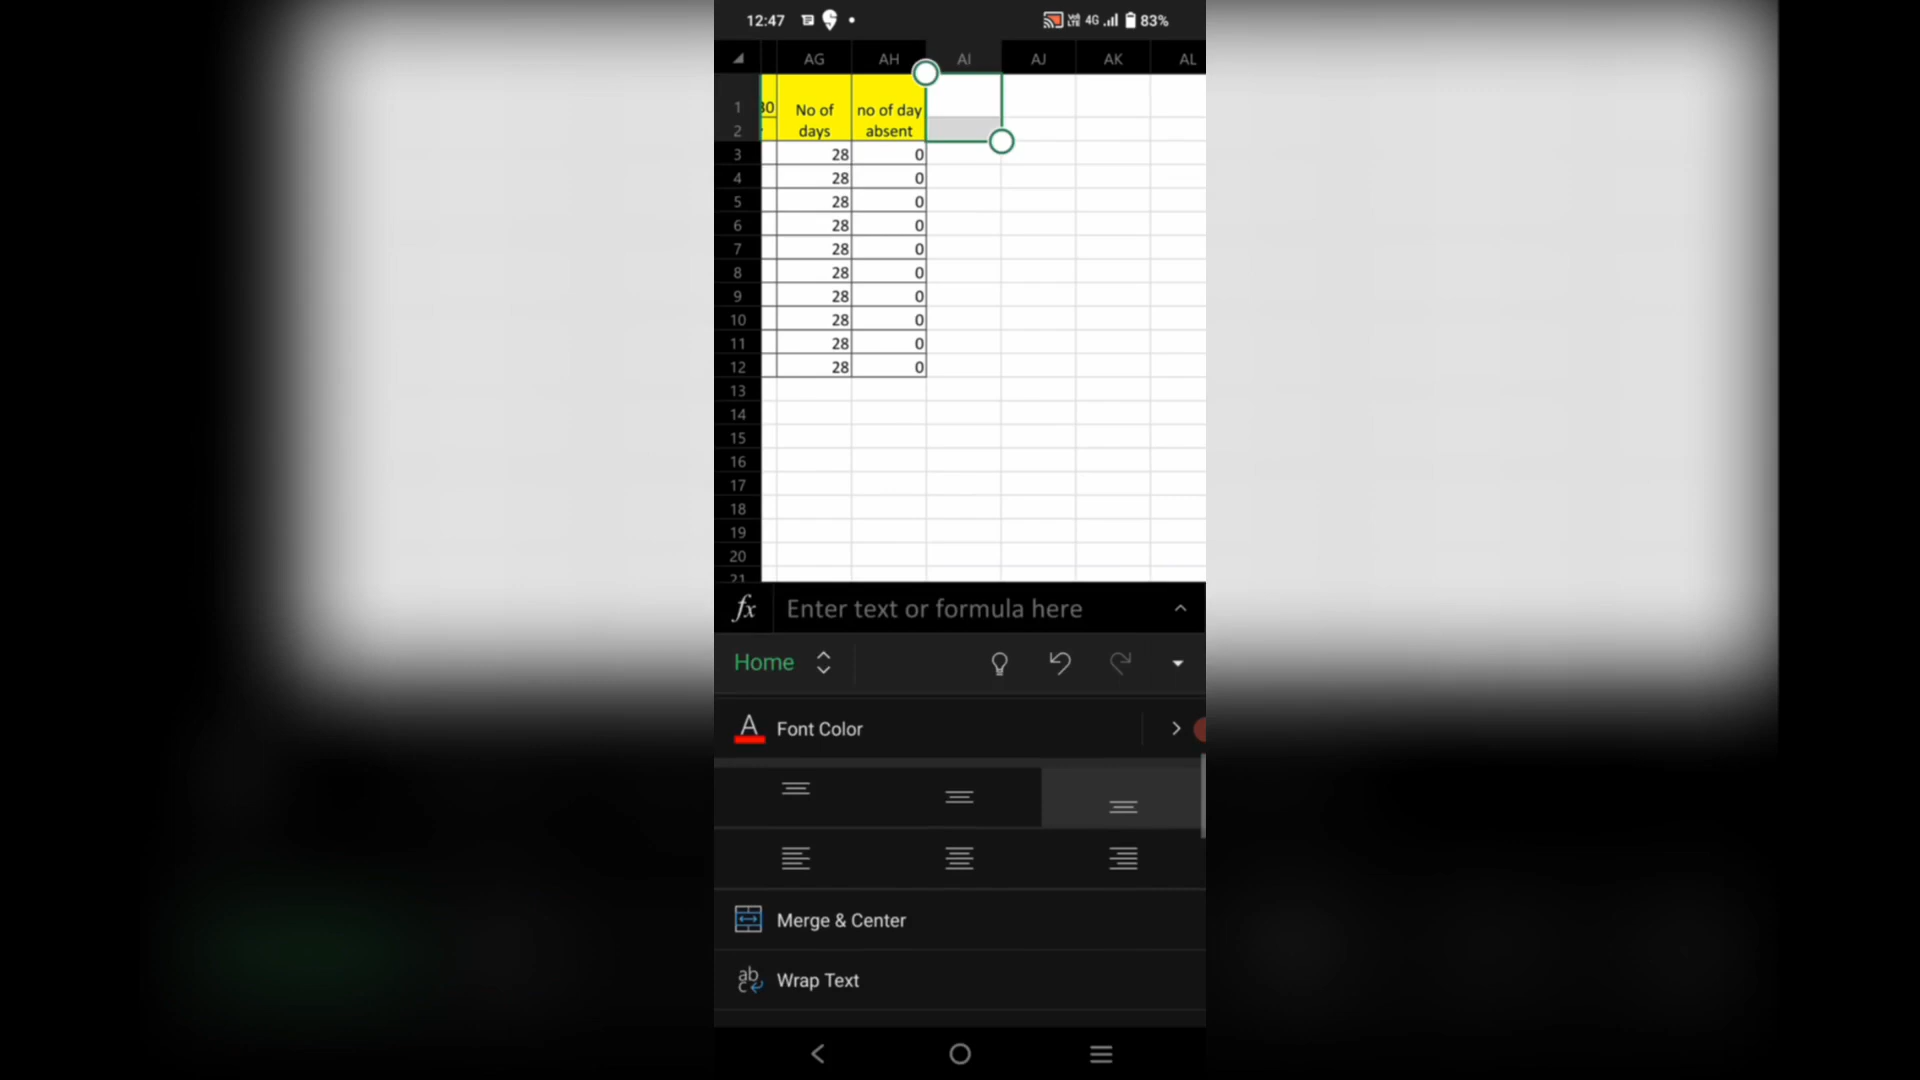 12:47 4G 83%
AG AH AI AJ AK AL
1 30 No of no of day
2 days absent
3 28 0
4 28 0
5 28 0
6 28 0
7 28 0
8 28 0
9 28 0
10 28 0
11 28 0
12 28 0
13
14
15
16
17
18
19
20
21
fx Enter text or formula here
Home
A Font Color
Merge & Center
abc Wrap Text